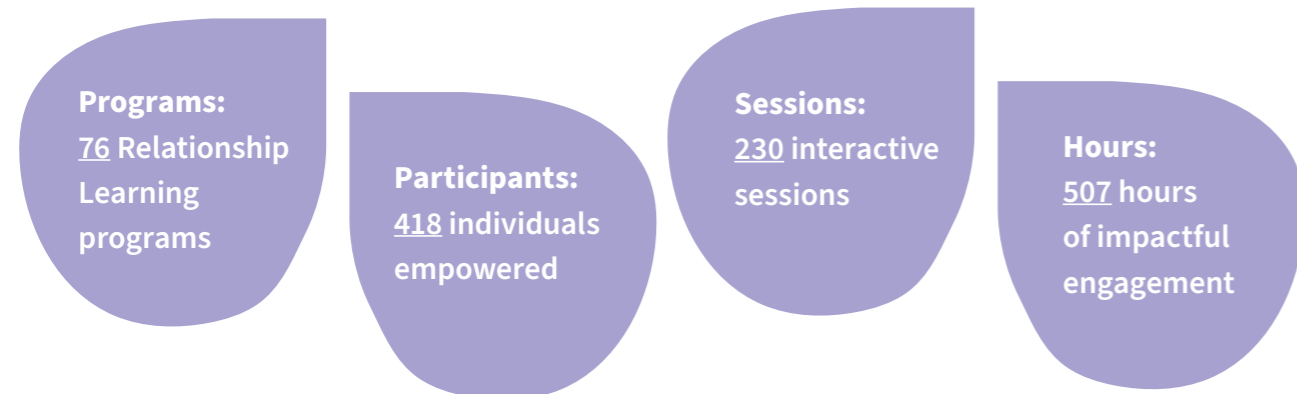 Programs:
76 Relationship
Learning
programs
Participants:
418 individuals
empowered
Sessions:
230 interactive
sessions
Hours:
507 hours
of impactful
engagement